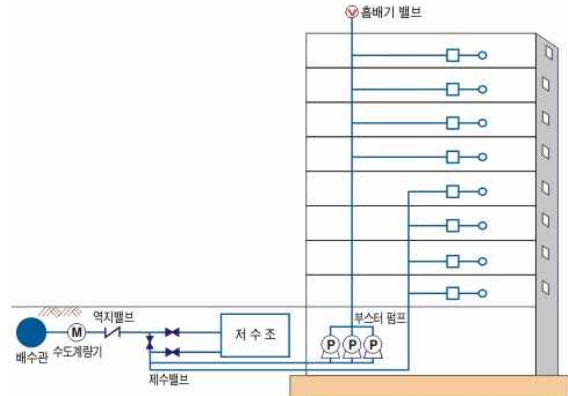 흡배기 밸브
부스터 펌프
P P P
역지밸브
M
저 수 조
배수관
수도계량기
제수밸브